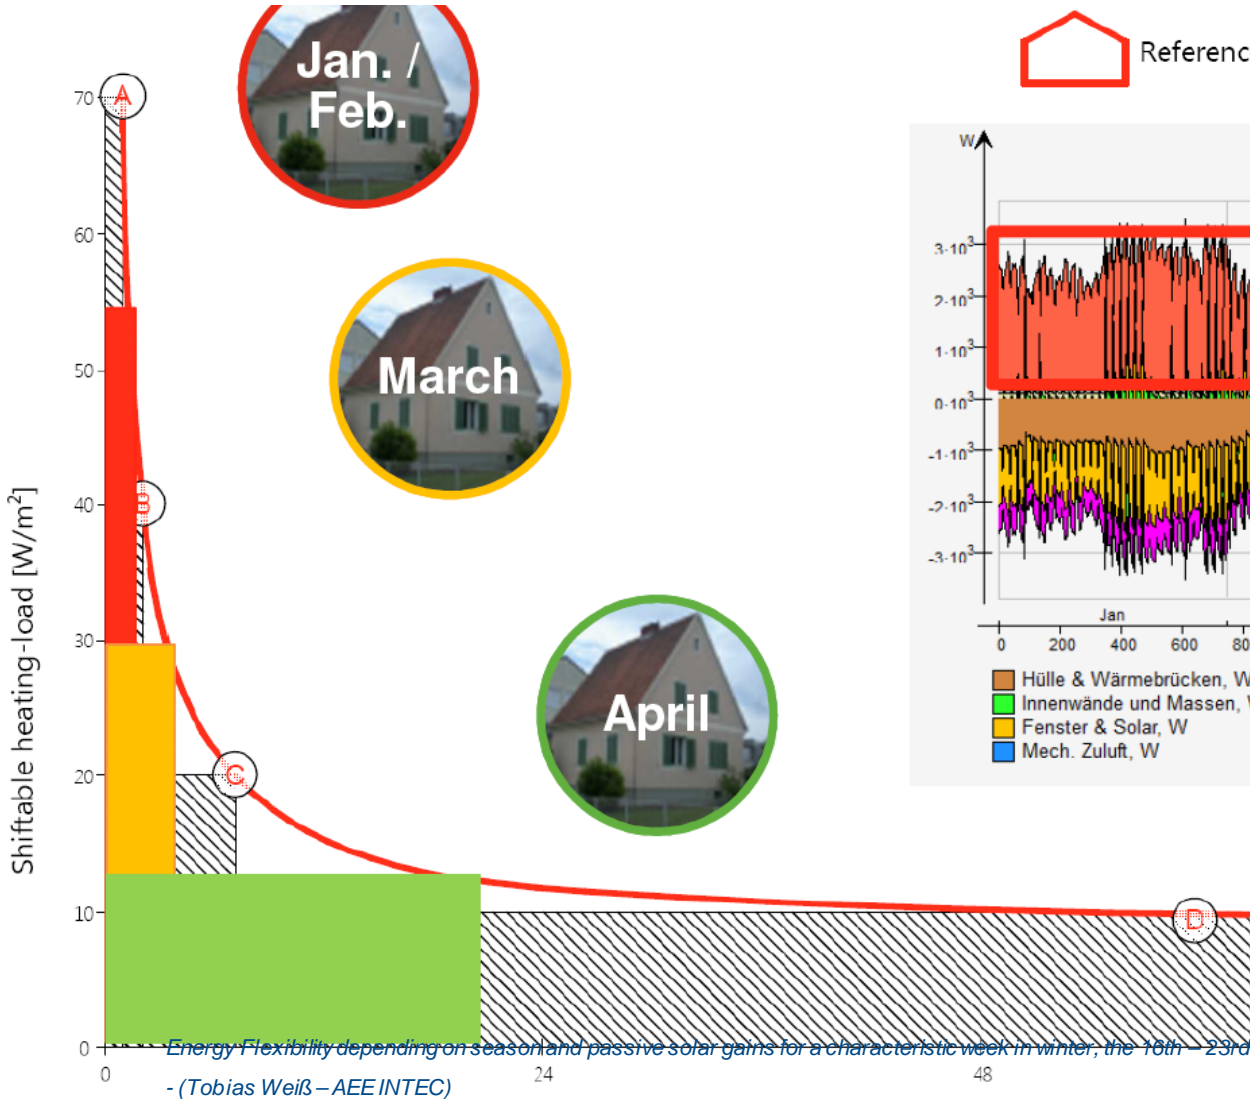 Jan. /
Feb.
Referenc
70
A
W
60
3·10³
2·10³
1·10³
0·10³
-1·10³
-2·10³
-3·10³
50
March
40
B
Shiftable heating-load [W/m²]
Jan
0 200 400 600 80
30
Hülle & Wärmebrücken, W
Innenwände und Massen, W
Fenster & Solar, W
Mech. Zuluft, W
April
20
C
10
D
0
Energy Flexibility depending on season and passive solar gains for a characteristic week in winter, the 16th – 23rd
0 24 48
- (Tobias Weiß – AEE INTEC)